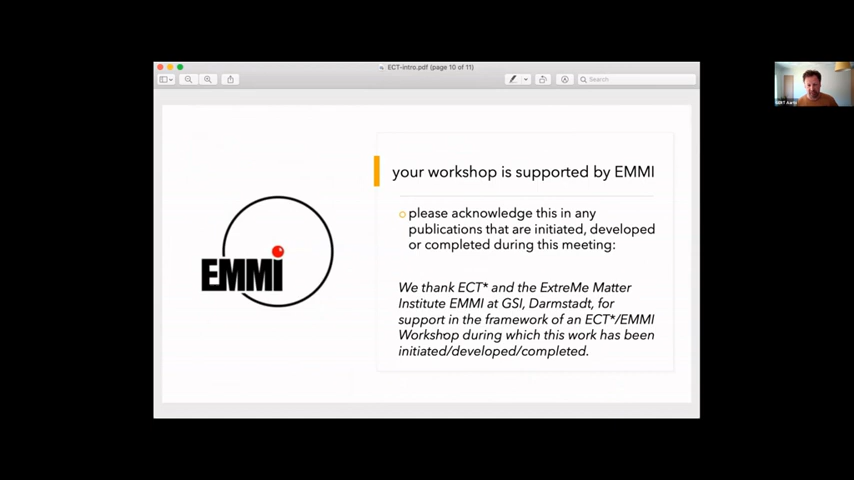 ECT-intro.pdf (page 10 of 11)
Search
your workshop is supported by EMMI
please acknowledge this in any
publications that are initiated, developed
or completed during this meeting:
EMMI
We thank ECT* and the ExtreMe Matter
Institute EMMI at GSI, Darmstadt, for
support in the framework of an ECT*/EMMI
Workshop during which this work has been
initiated/developed/completed.